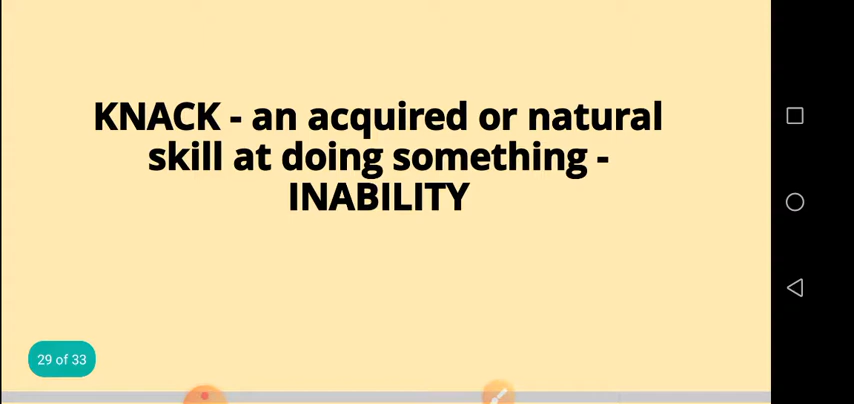 KNACK - an acquired or natural
skill at doing something -
INABILITY
29 of 33